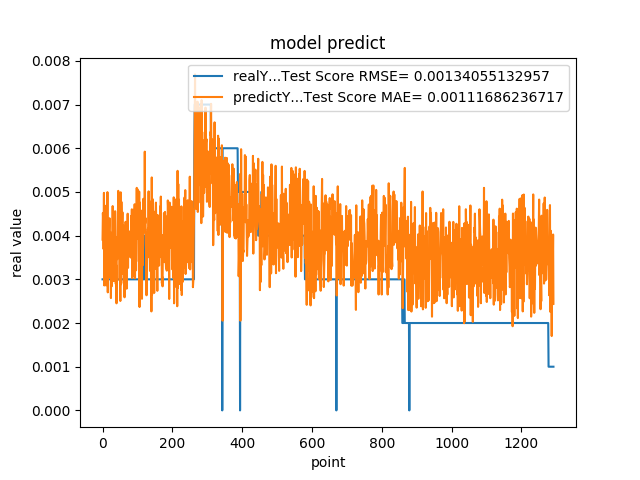 model predict
realY...Test Score RMSE= 0.00134055132957
predictY...Test Score MAE= 0.00111686236717
0.008
0.007
0.006
0.005
0.004
0.003
0.002
0.001
0.000
real value
0 200 400 600 800 1000 1200
point